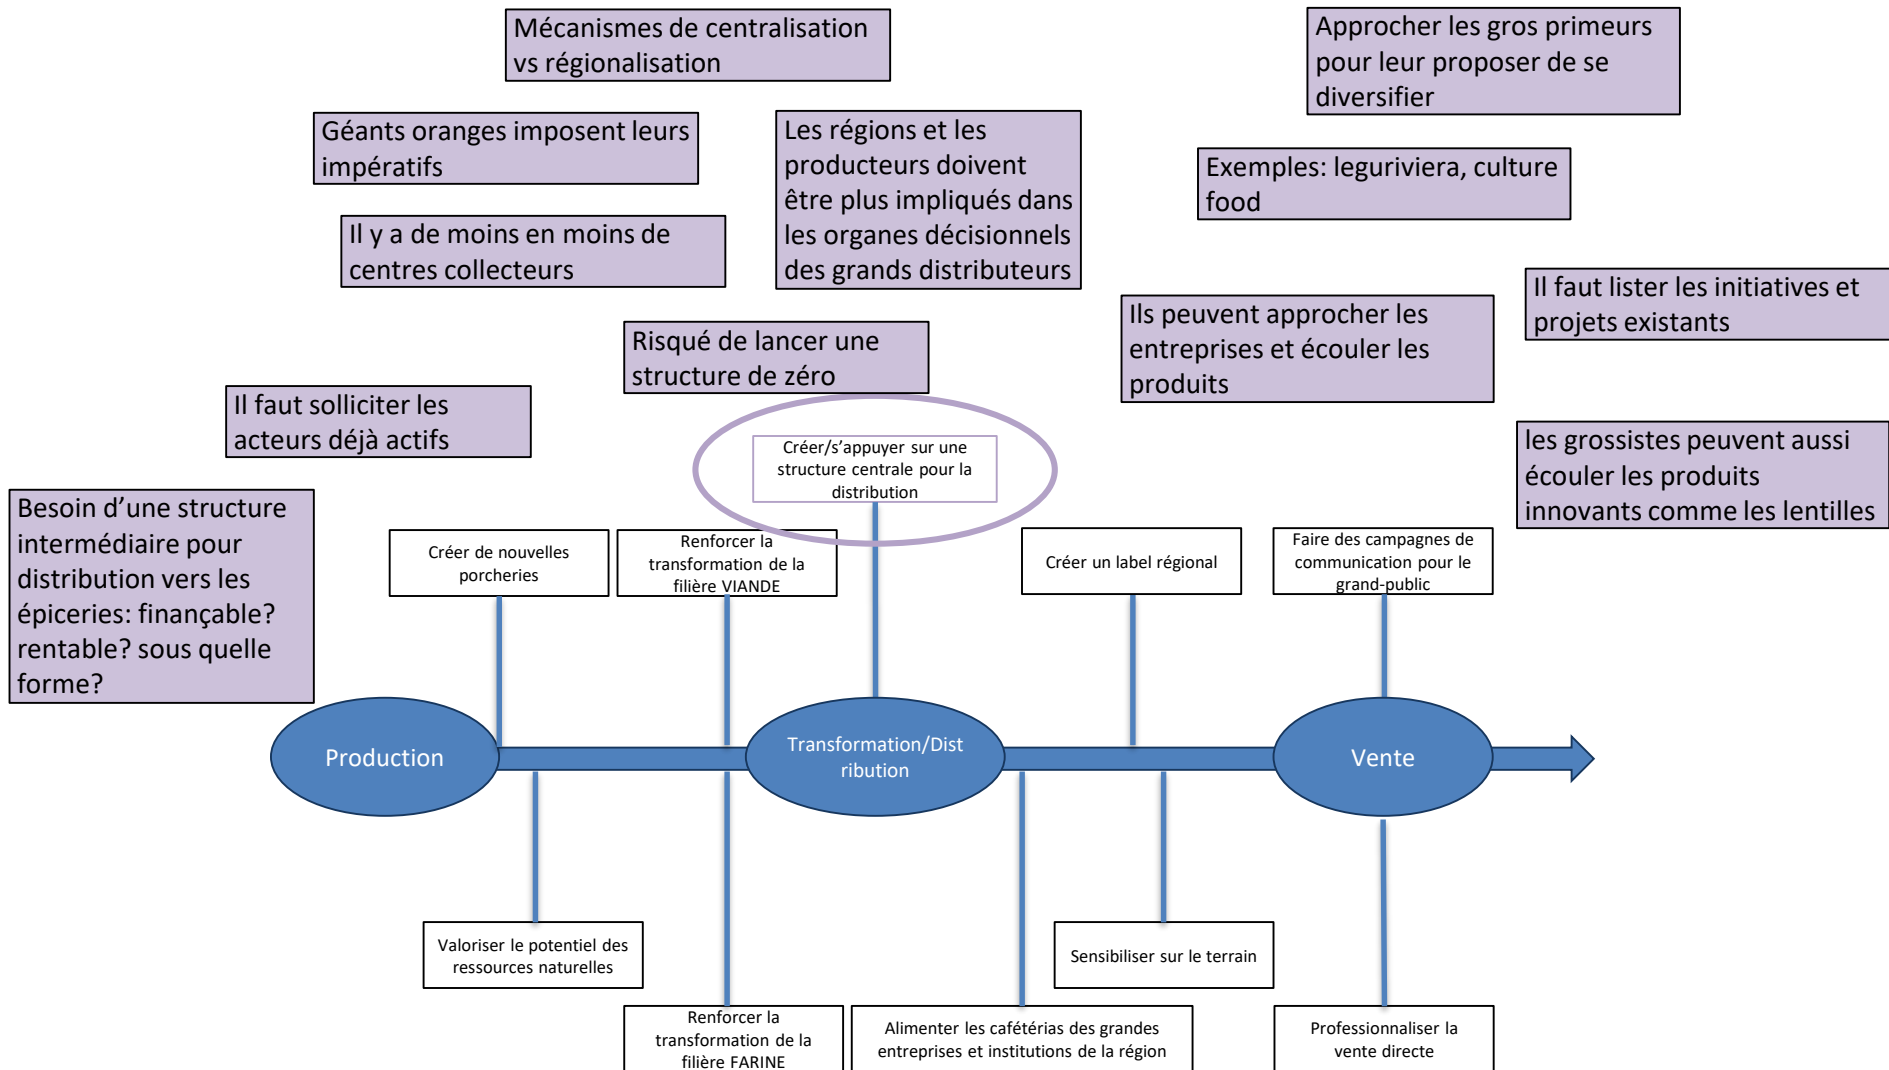 Mécanismes de centralisation
vs régionalisation
Approcher les gros primeurs
pour leur proposer de se
diversifier
Géants oranges imposent leurs
impératifs
Les régions et les
producteurs doivent
être plus impliqués dans
les organes décisionnels
des grands distributeurs
Exemples: leguriviera, culture
food
Il y a de moins en moins de
centres collecteurs
Il faut lister les initiatives et
projets existants
Ils peuvent approcher les
entreprises et écouler les
produits
Risqué de lancer une
structure de zéro
Il faut solliciter les
acteurs déjà actifs
les grossistes peuvent aussi
écouler les produits
innovants comme les lentilles
Créer/s’appuyer sur une
structure centrale pour la
distribution
Besoin d’une structure
intermédiaire pour
distribution vers les
épiceries: finançable?
rentable? sous quelle
forme?
Créer de nouvelles
porcheries
Renforcer la
transformation de la
filière VIANDE
Créer un label régional
Faire des campagnes de
communication pour le
grand-public
Production
Transformation/Dist
ribution
Vente
Valoriser le potentiel des
ressources naturelles
Sensibiliser sur le terrain
Renforcer la
transformation de la
filière FARINE
Alimenter les cafétérias des grandes
entreprises et institutions de la région
Professionnaliser la
vente directe